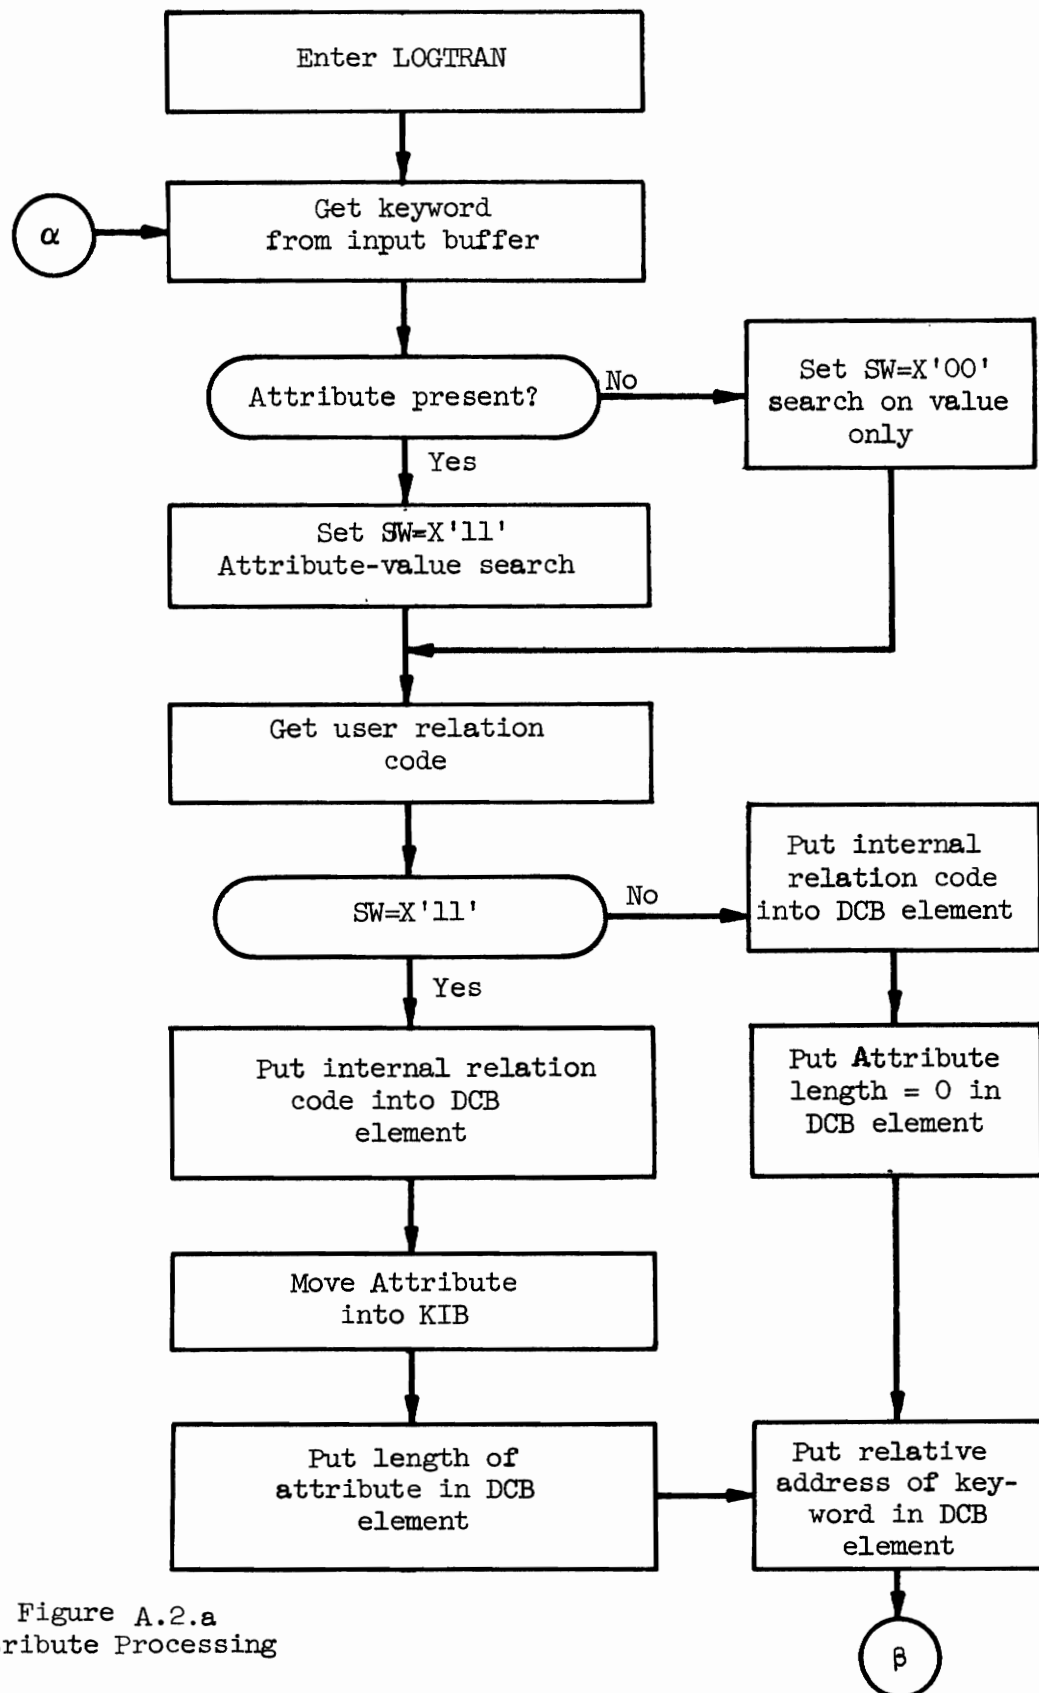 Enter LOGTRAN
α
Get keyword
from input buffer
Attribute present?
No
Set SW=X'00'
search on value
only
Yes
Set SW=X'11'
Attribute-value search
Get user relation
code
SW=X'11'
No
Put internal
relation code
into DCB element
Yes
Put internal relation
code into DCB
element
Put Attribute
length = 0 in
DCB element
Move Attribute
into KIB
Put length of
attribute in DCB
element
Put relative
address of key-
word in DCB
element
Figure A.2.a
ribute Processing
β